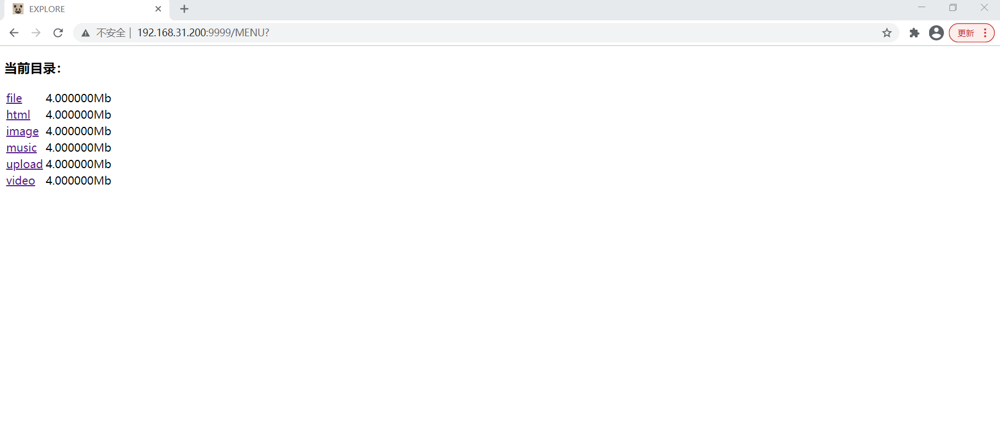 EXPLORE
不安全 | 192.168.31.200:9999/MENU?
更新
当前目录：
file 4.000000Mb
html 4.000000Mb
image 4.000000Mb
music 4.000000Mb
upload 4.000000Mb
video 4.000000Mb